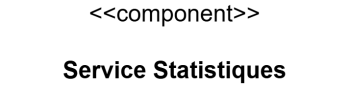 <<component>>
Service Statistiques